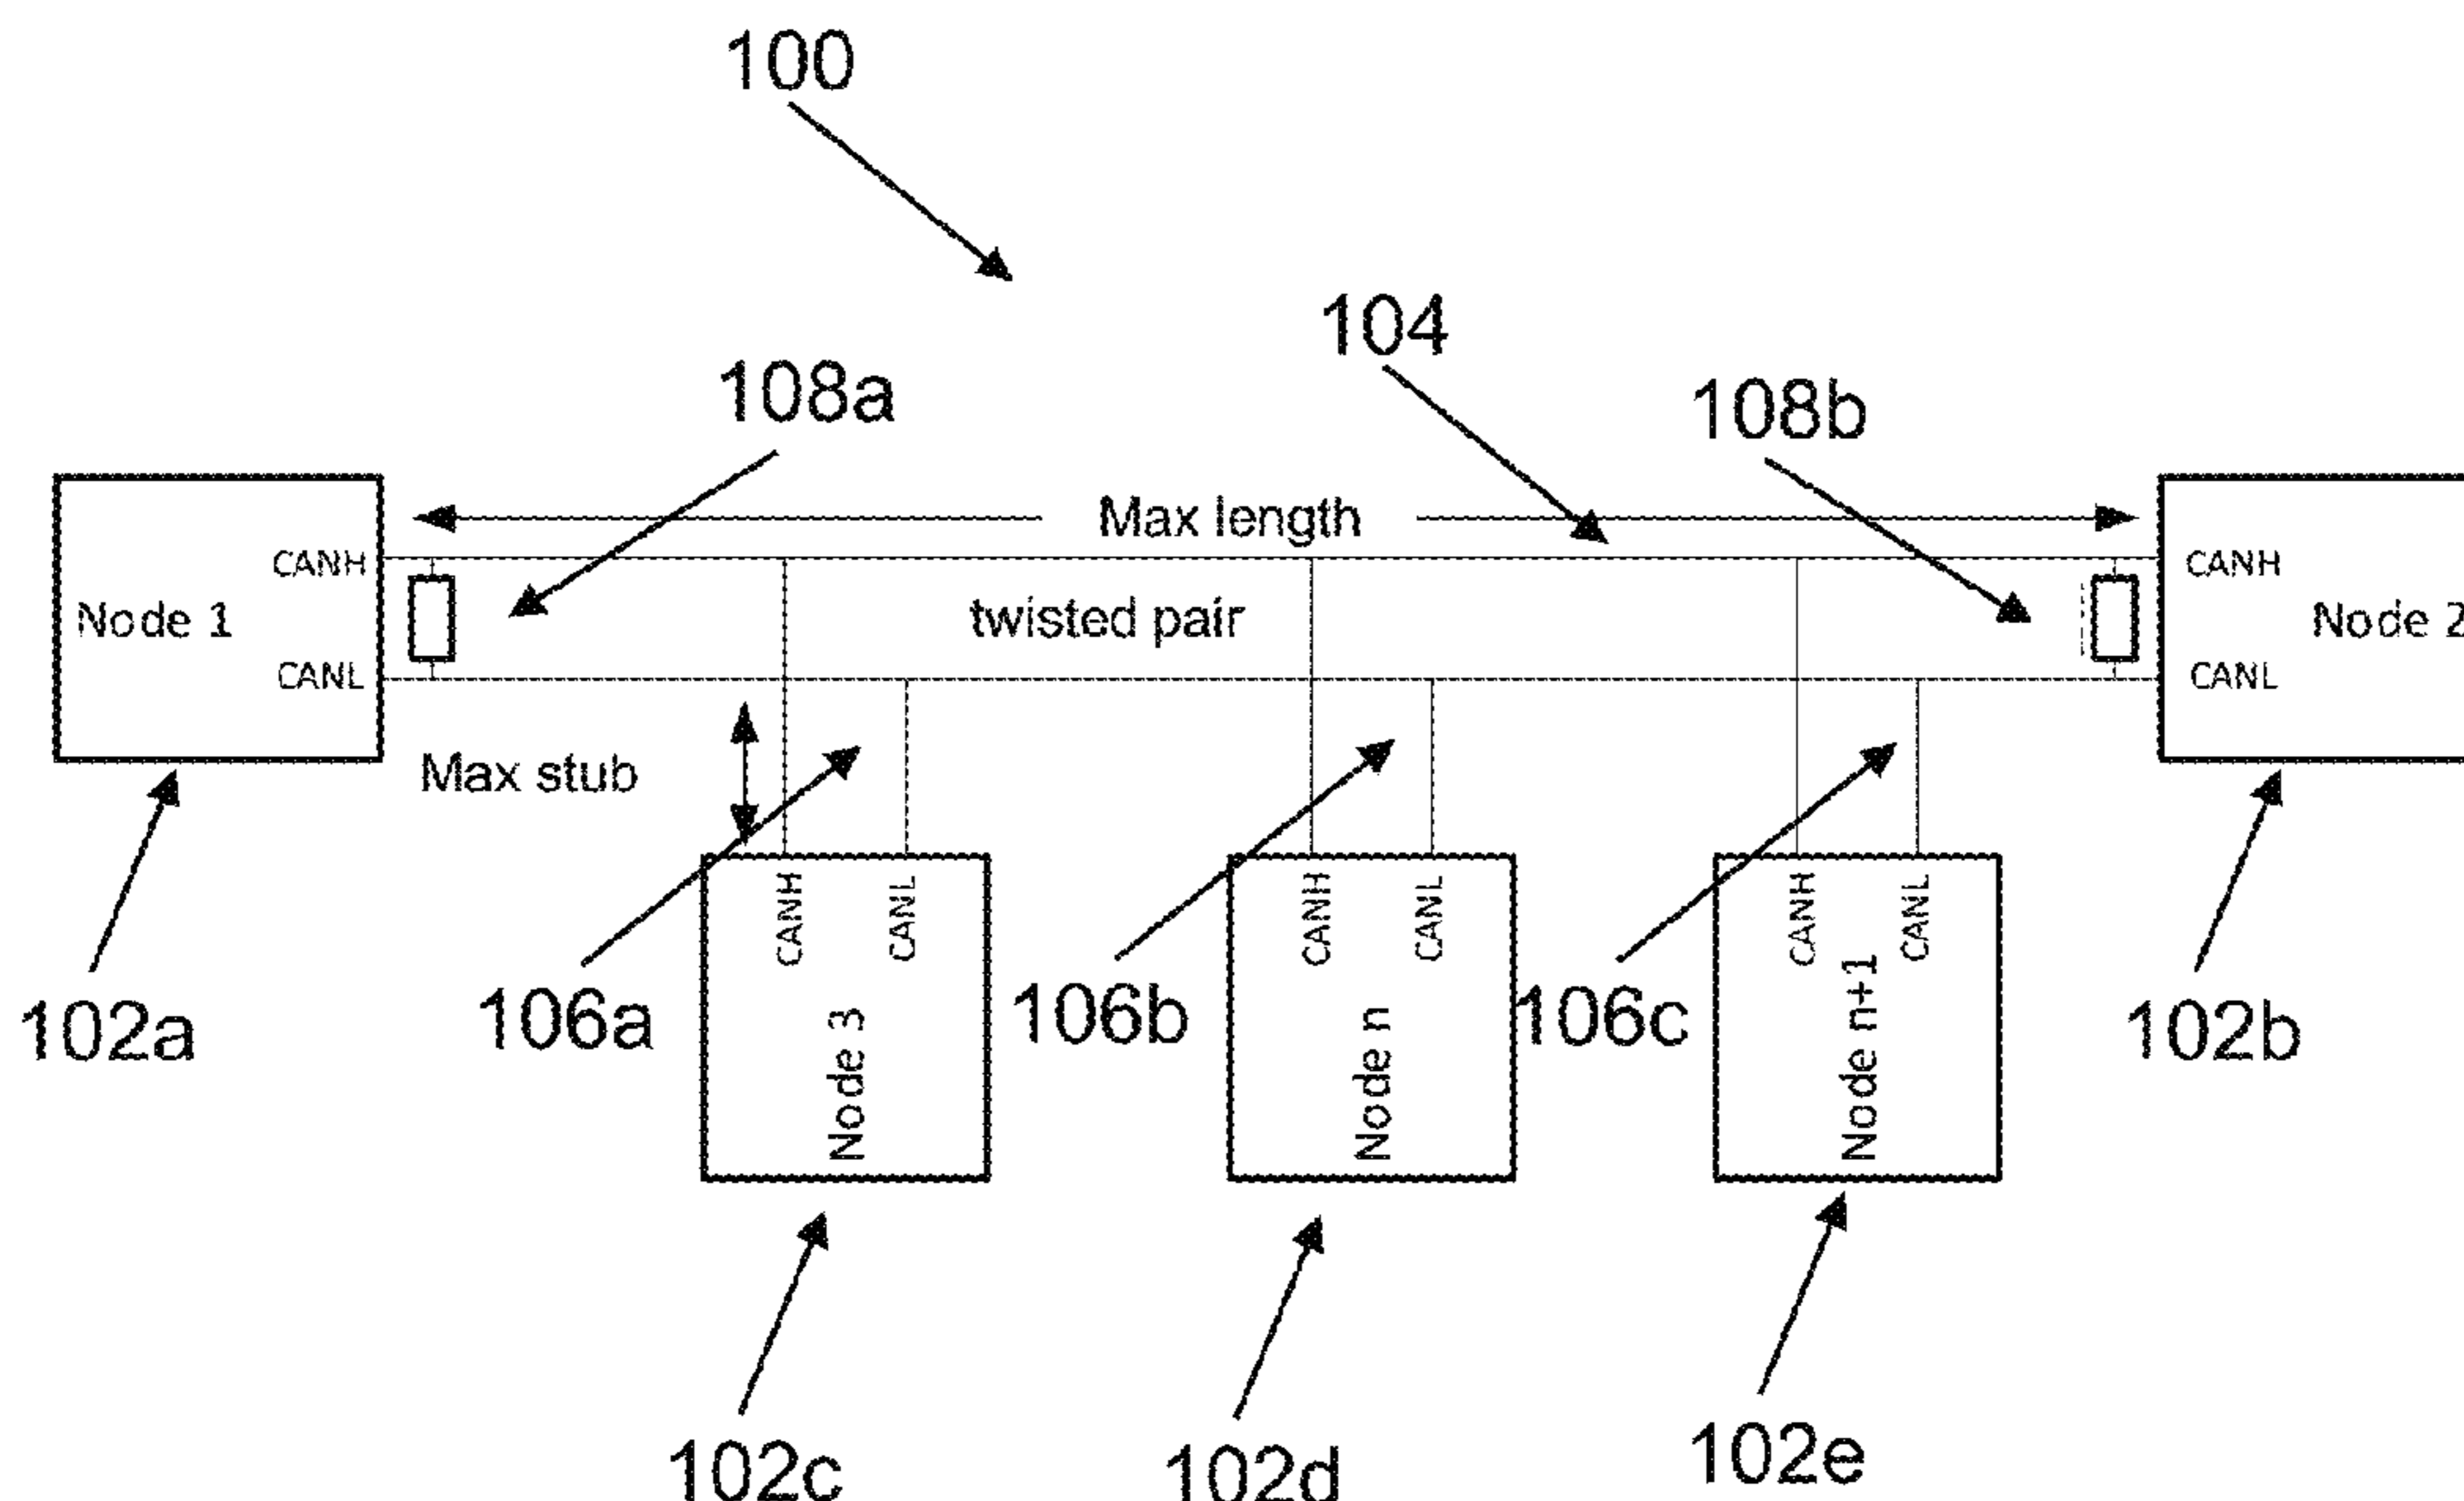 100
104
108a
108b
Max length
CANH
CANH
Node 1
twisted pair
Node 2
CANL
CANL
Max stub
CANH
CANL
CANH
CANL
CANH
CANL
102a
106a
Node 3
106b
Node n
106c
Node n+1
102b
102c
102d
102e